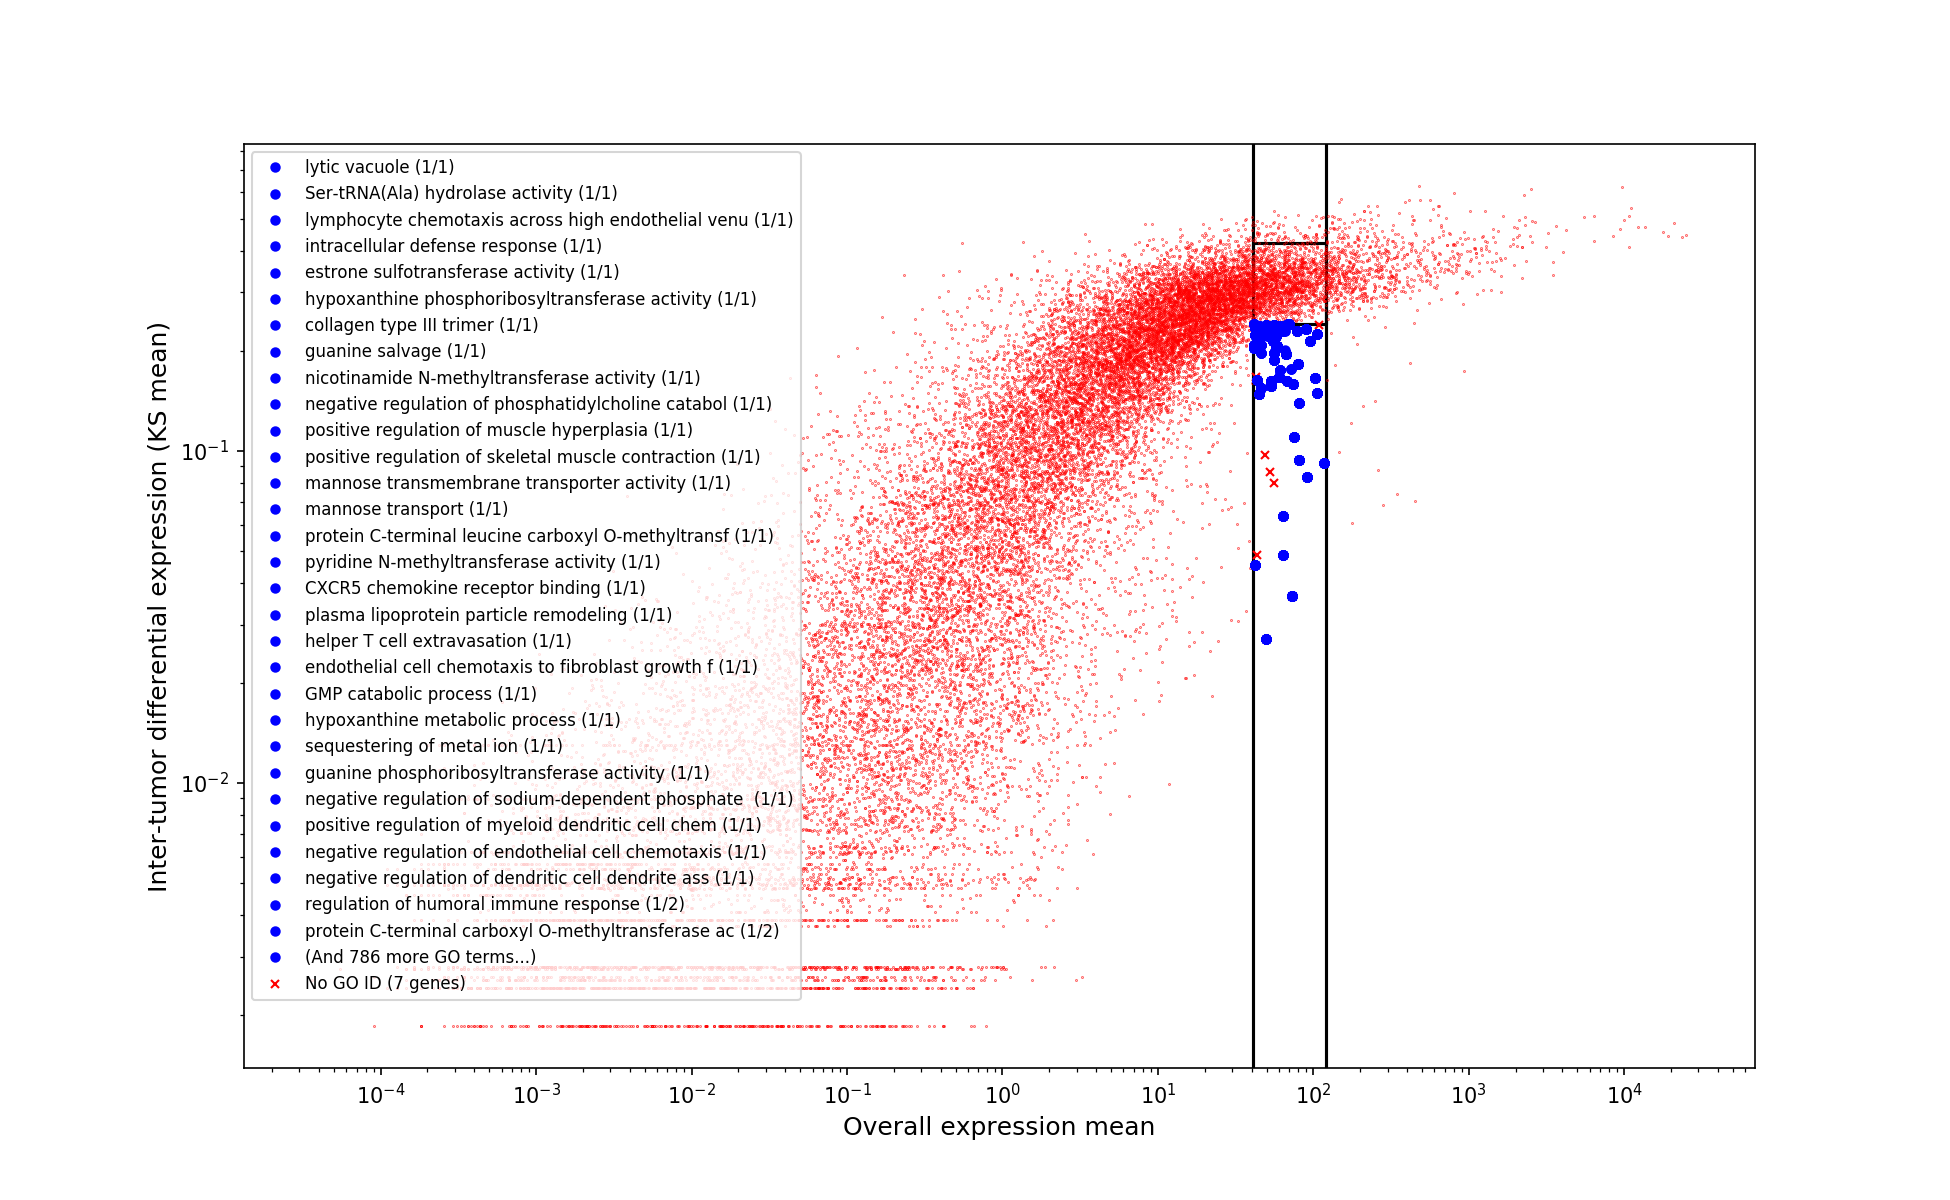 lytic vacuole (1/1)
Ser-tRNA(Ala) hydrolase activity (1/1)
lymphocyte chemotaxis across high endothelial venu (1/1)
intracellular defense response (1/1)
estrone sulfotransferase activity (1/1)
hypoxanthine phosphoribosyltransferase activity (1/1)
collagen type III trimer (1/1)
guanine salvage (1/1)
nicotinamide N-methyltransferase activity (1/1)
negative regulation of phosphatidylcholine catabol (1/1)
positive regulation of muscle hyperplasia (1/1)
positive regulation of skeletal muscle contraction (1/1)
mannose transmembrane transporter activity (1/1)
mannose transport (1/1)
protein C-terminal leucine carboxyl O-methyltransf (1/1)
pyridine N-methyltransferase activity (1/1)
CXCR5 chemokine receptor binding (1/1)
plasma lipoprotein particle remodeling (1/1)
helper T cell extravasation (1/1)
endothelial cell chemotaxis to fibroblast growth f (1/1)
GMP catabolic process (1/1)
hypoxanthine metabolic process (1/1)
sequestering of metal ion (1/1)
guanine phosphoribosyltransferase activity (1/1)
negative regulation of sodium-dependent phosphate  (1/1)
positive regulation of myeloid dendritic cell chem (1/1)
negative regulation of endothelial cell chemotaxis (1/1)
negative regulation of dendritic cell dendrite ass (1/1)
regulation of humoral immune response (1/2)
protein C-terminal carboxyl O-methyltransferase ac (1/2)
(And 786 more GO terms...)
No GO ID (7 genes)
Inter-tumor differential expression (KS mean)
10⁻¹
10⁻²
10⁻⁴ 10⁻³ 10⁻² 10⁻¹ 10⁰ 10¹ 10² 10³ 10⁴
Overall expression mean